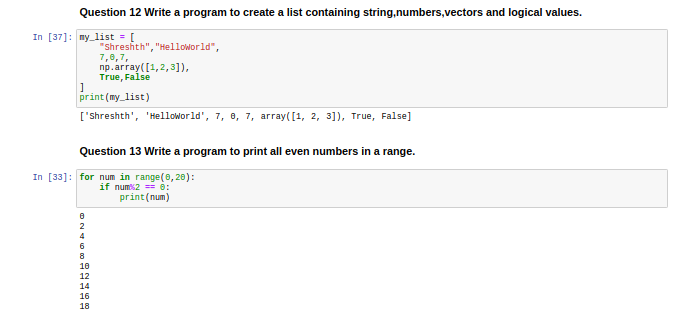 Question 12 Write a program to create a list containing string,numbers,vectors and logical values.
In [37]: my_list = [
"Shreshth","HelloWorld",
7,0,7,
np.array([1,2,3]),
True,False
]
print(my_list)
['Shreshth', 'HelloWorld', 7, 0, 7, array([1, 2, 3]), True, False]
Question 13 Write a program to print all even numbers in a range.
In [33]: for num in range(0,20):
if num%2 == 0:
print(num)
0
2
4
6
8
10
12
14
16
18